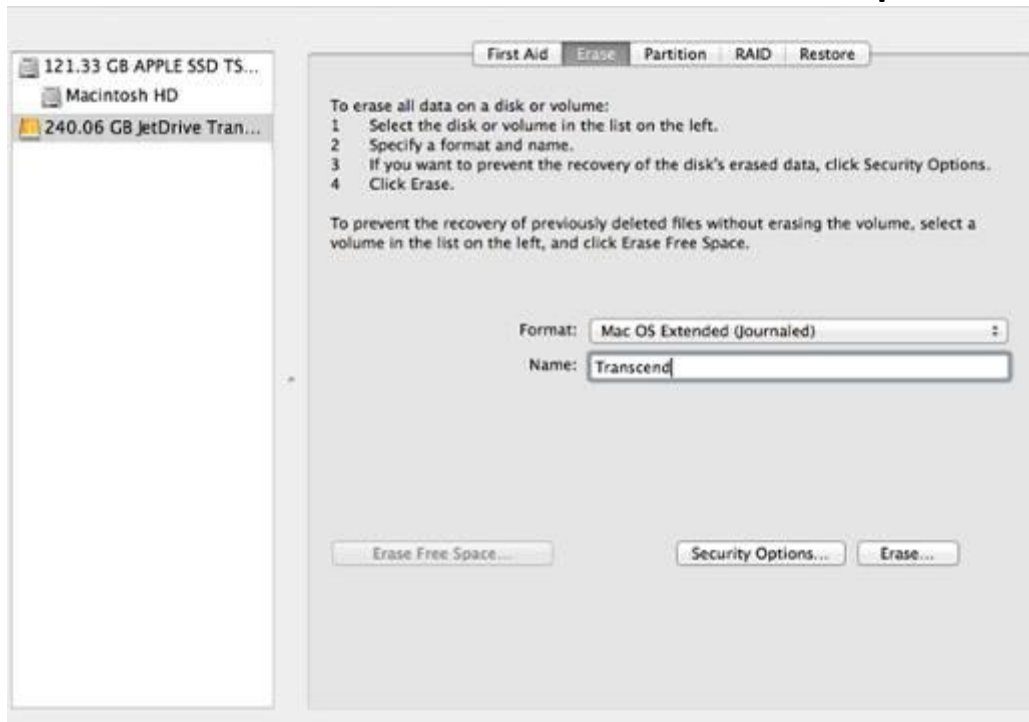 121.33 GB APPLE SSD TS...
Macintosh HD
240.06 GB JetDrive Tran...
First Aid
Erase
Partition
RAID
Restore
To erase all data on a disk or volume:
1 Select the disk or volume in the list on the left.
2 Specify a format and name.
3 If you want to prevent the recovery of the disk's erased data, click Security Options.
4 Click Erase.
To prevent the recovery of previously deleted files without erasing the volume, select a
volume in the list on the left, and click Erase Free Space.
Format: Mac OS Extended (Journaled)
Name: Transcend
Erase Free Space...
Security Options...
Erase...